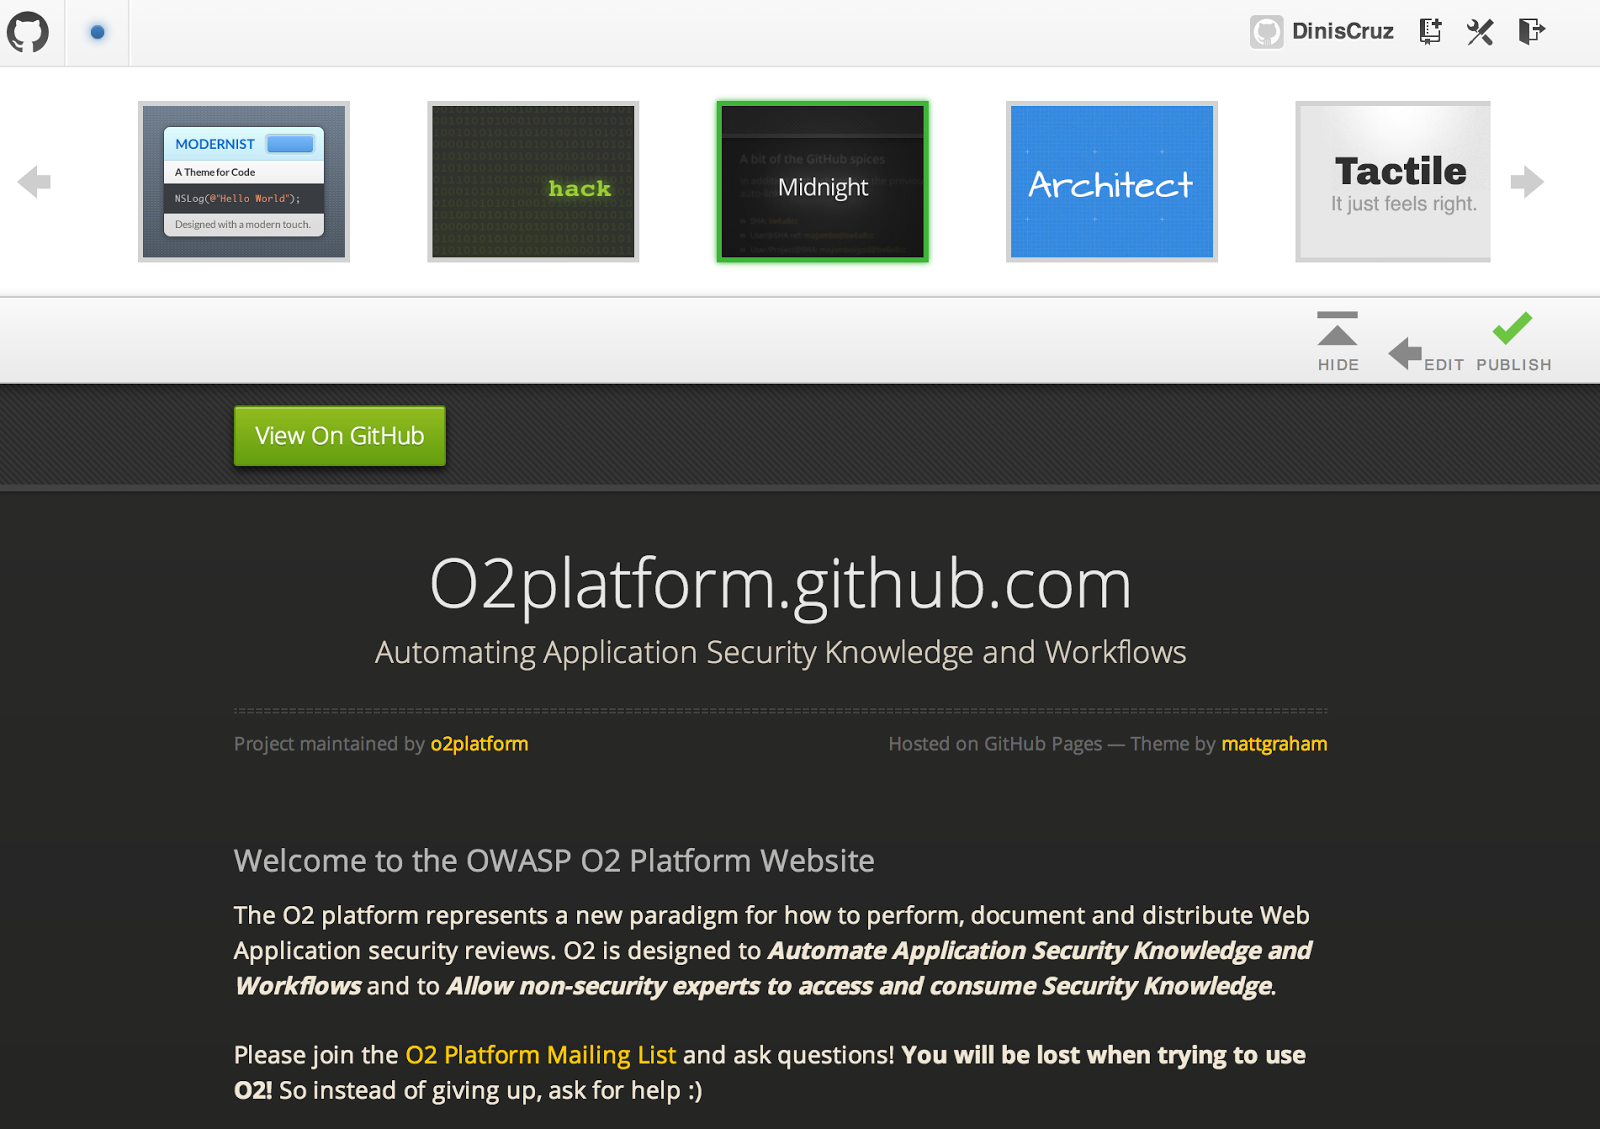 DinisCruz
MODERNIST
A Theme for Code
NSLog(@"Hello World");
Designed with a modern touch.
hack
A bit of the GitHub spices
Midnight
Architect
Tactile
It just feels right.
HIDE
EDIT
PUBLISH
View On GitHub
O2platform.github.com
Automating Application Security Knowledge and Workflows
Project maintained by o2platform
Hosted on GitHub Pages — Theme by mattgraham
Welcome to the OWASP O2 Platform Website
The O2 platform represents a new paradigm for how to perform, document and distribute Web
Application security reviews. O2 is designed to Automate Application Security Knowledge and
Workflows and to Allow non-security experts to access and consume Security Knowledge.
Please join the O2 Platform Mailing List and ask questions! You will be lost when trying to use
O2! So instead of giving up, ask for help :)